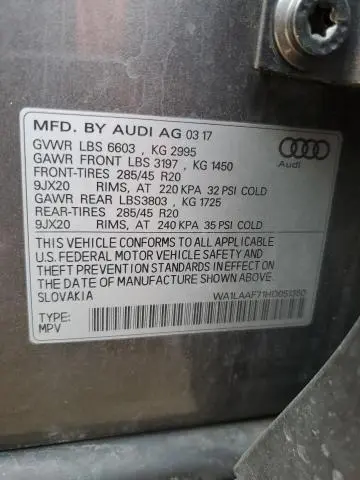 MFD. BY AUDI AG 03 17
GVWR LBS 6603 , KG 2995
GAWR FRONT LBS 3197 , KG 1450
FRONT-TIRES 285/45 R20
9JX20 RIMS, AT 220 KPA 32 PSI COLD
GAWR REAR LBS3803 , KG 1725
REAR-TIRES 285/45 R20
9JX20 RIMS, AT 240 KPA 35 PSI COLD
Audi
THIS VEHICLE CONFORMS TO ALL APPLICABLE
U.S. FEDERAL MOTOR VEHICLE SAFETY AND
THEFT PREVENTION STANDARDS IN EFFECT ON
THE DATE OF MANUFACTURE SHOWN ABOVE.
SLOVAKIA
WA1LAAF71HD051350
TYPE:
MPV